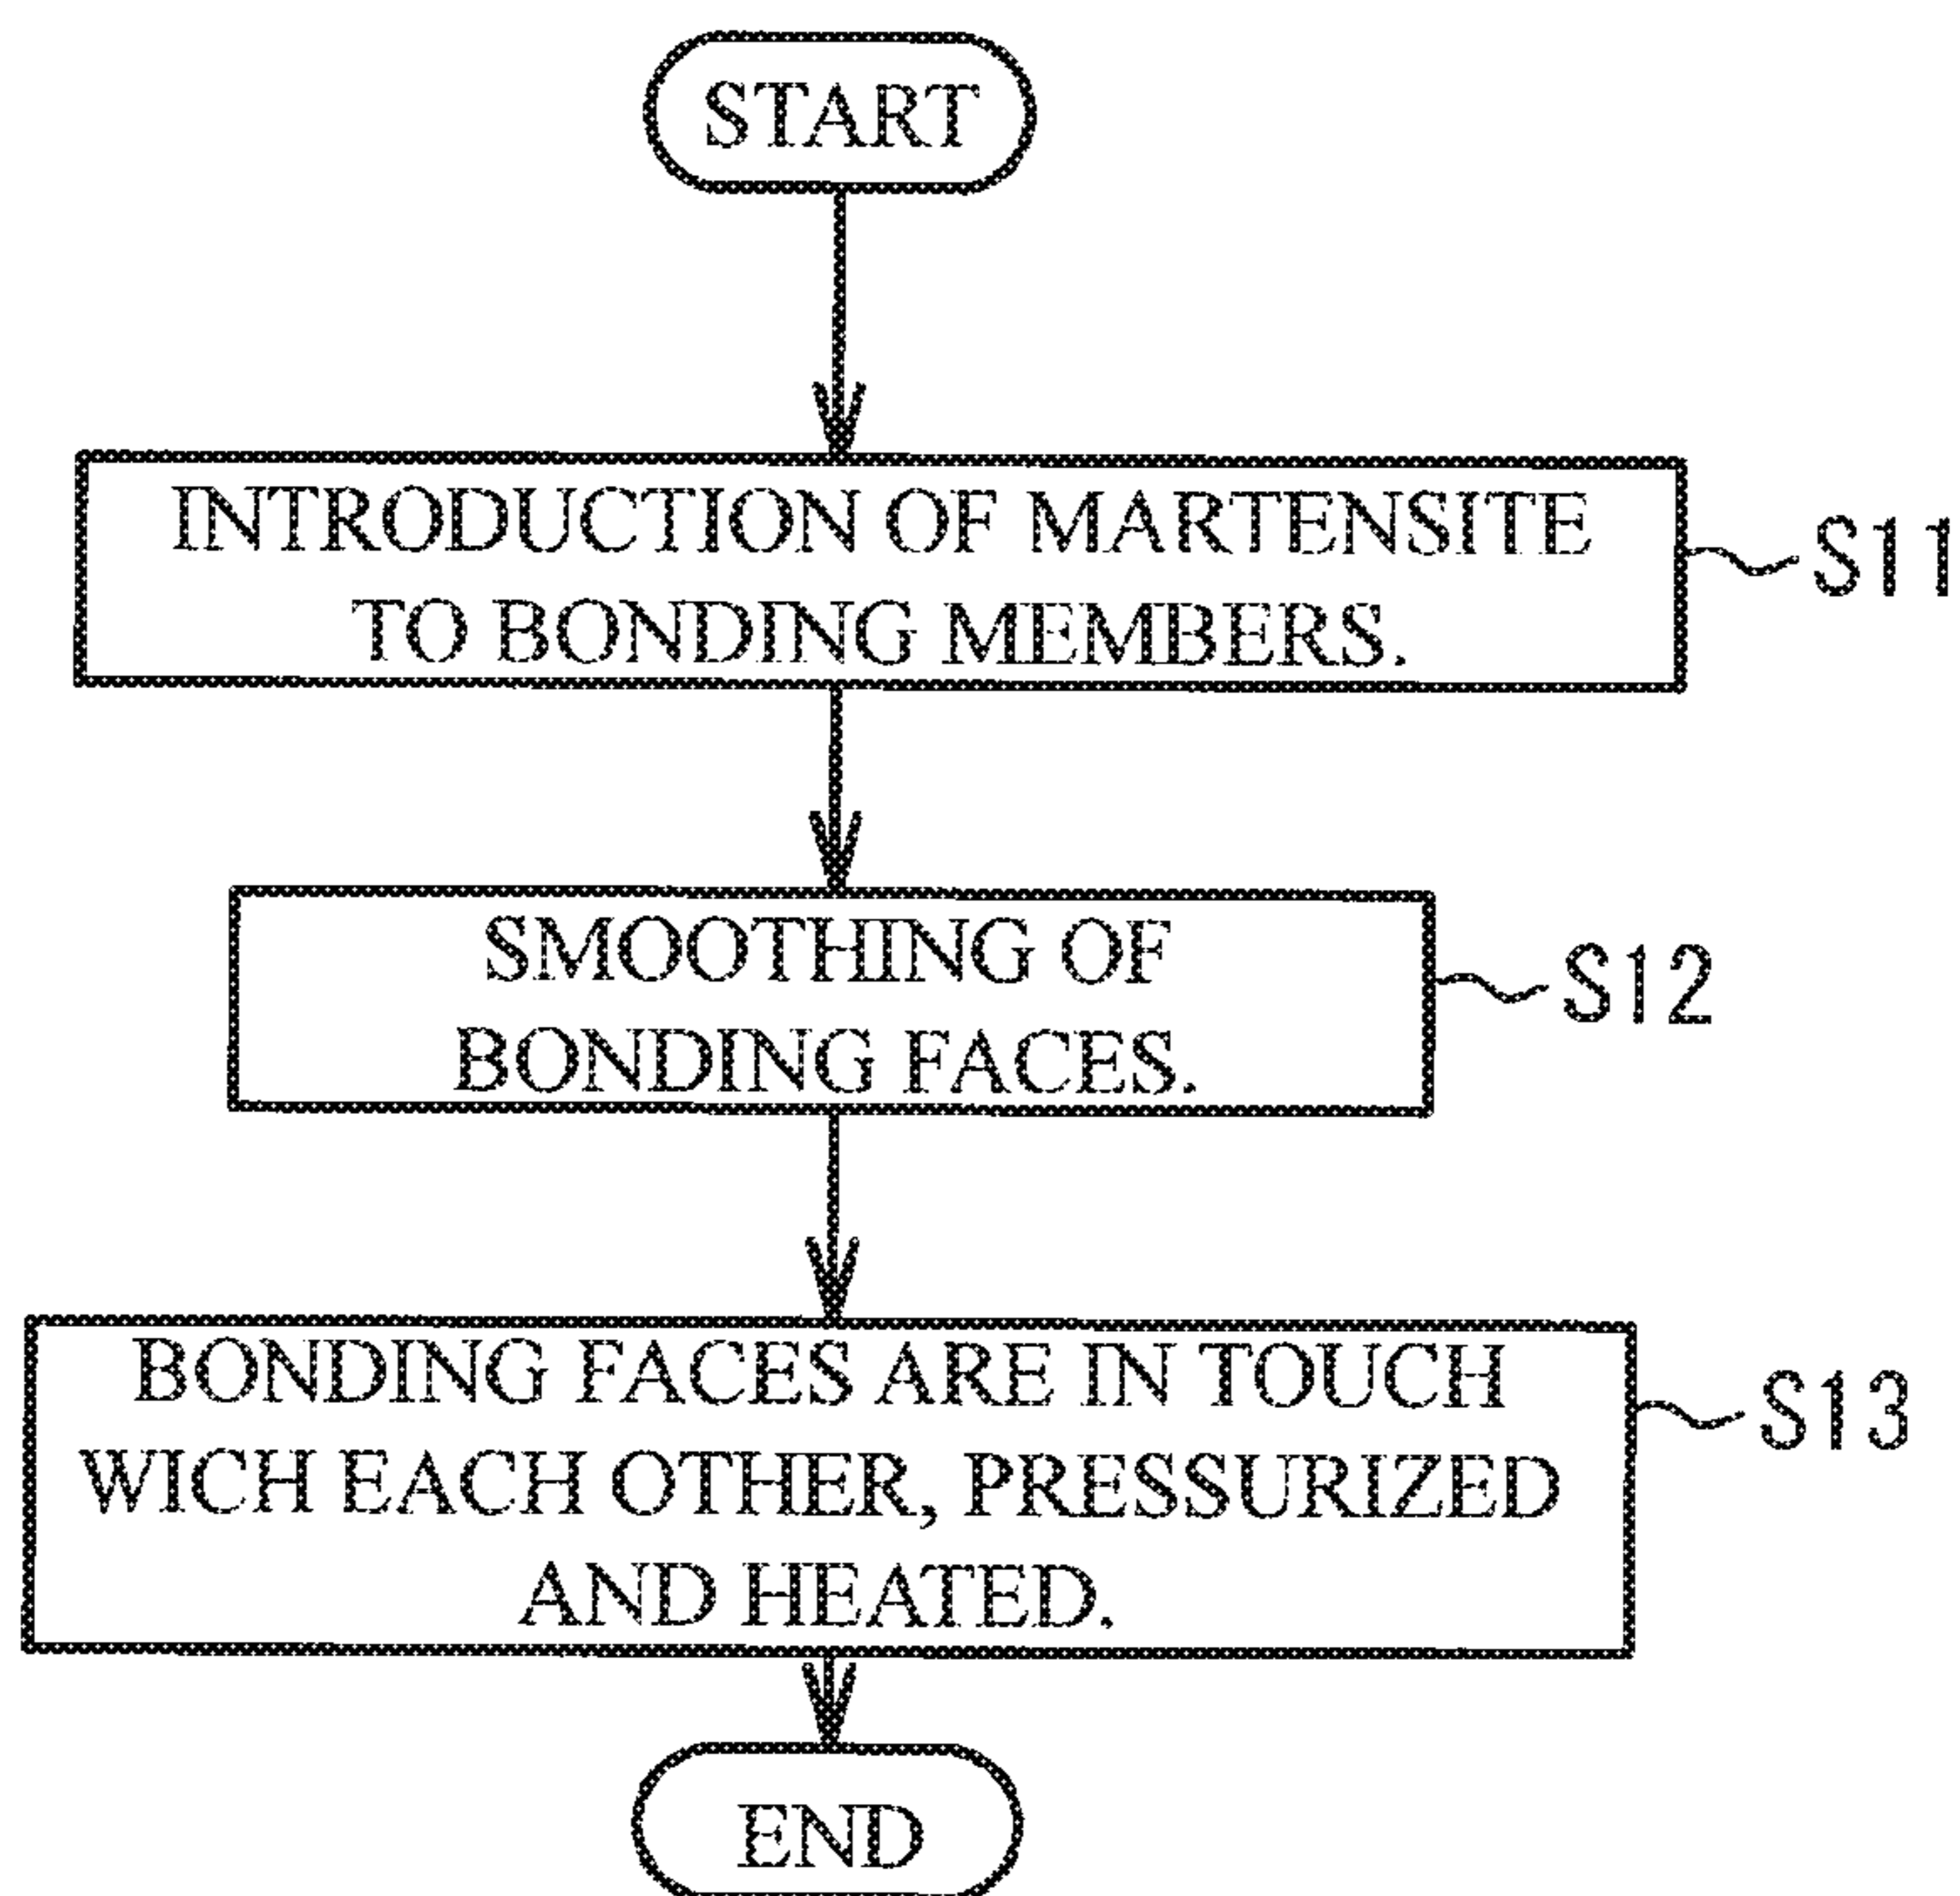 START
INTRODUCTION OF MARTENSITE
TO BONDING MEMBERS.
S11
SMOOTHING OF
BONDING FACES.
S12
BONDING FACES ARE IN TOUCH
WICH EACH OTHER, PRESSURIZED
AND HEATED.
S13
END